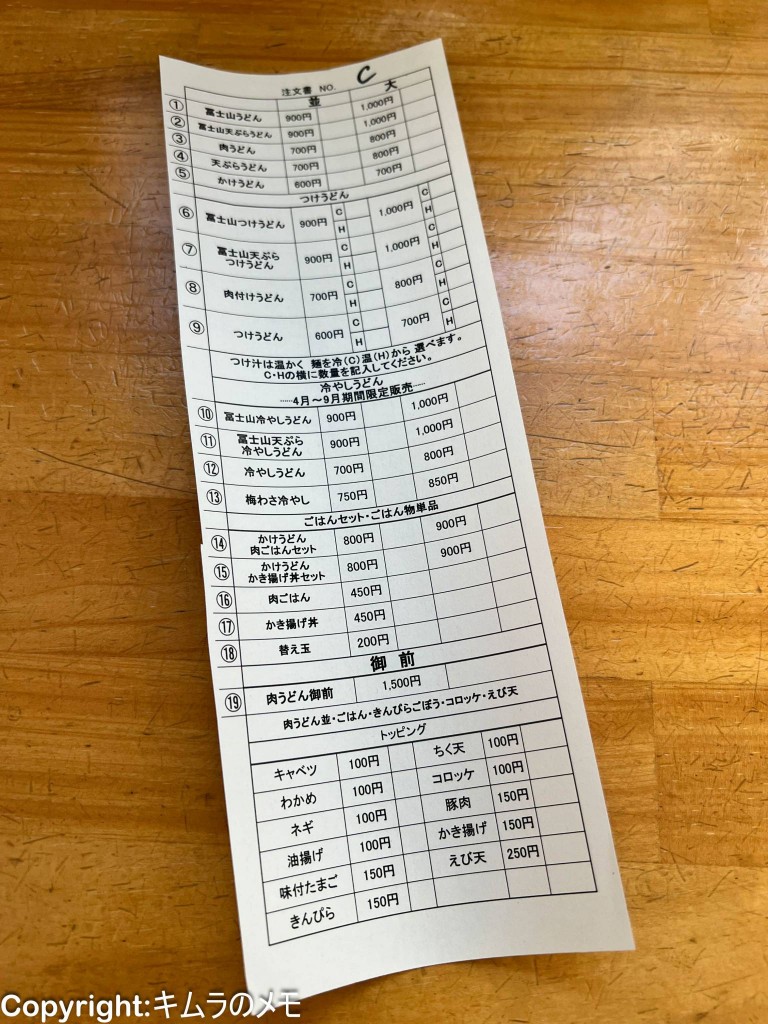 注文書 NO. C
並 大
① 冨士山うどん 900円 1,000円
② 冨士山天ぷらうどん 900円 1,000円
③ 肉うどん 700円 800円
④ 天ぷらうどん 700円 800円
⑤ かけうどん 600円 700円
つけうどん
⑥ 冨士山つけうどん 900円 C H 1,000円 C H
⑦ 冨士山天ぷら
つけうどん 900円 C H 1,000円 C H
⑧ 肉付けうどん 700円 C H 800円 C H
⑨ つけうどん 600円 C H 700円 C H
つけ汁は温かく 麺を冷(C)温(H)から 選べます。
C・Hの横に数量を記入してください。
冷やしうどん
……4月～9月期間限定販売……
⑩ 冨士山冷やしうどん 900円 1,000円
⑪ 冨士山天ぷら
冷やしうどん 900円 1,000円
⑫ 冷やしうどん 700円 800円
⑬ 梅わさ冷やし 750円 850円
ごはんセット・ごはん物単品
⑭ かけうどん
肉ごはんセット 800円 900円
⑮ かけうどん
かき揚げ丼セット 800円 900円
⑯ 肉ごはん 450円
⑰ かき揚げ丼 450円
⑱ 替え玉 200円
御 前
⑲ 肉うどん御前 1,500円
肉うどん並・ごはん・きんぴらごぼう・コロッケ・えび天
トッピング
キャベツ 100円 ちく天 100円
わかめ 100円 コロッケ 100円
ネギ 100円 豚肉 150円
油揚げ 100円 かき揚げ 150円
味付たまご 150円 えび天 250円
きんぴら 150円
Copyright:キムラのメモ